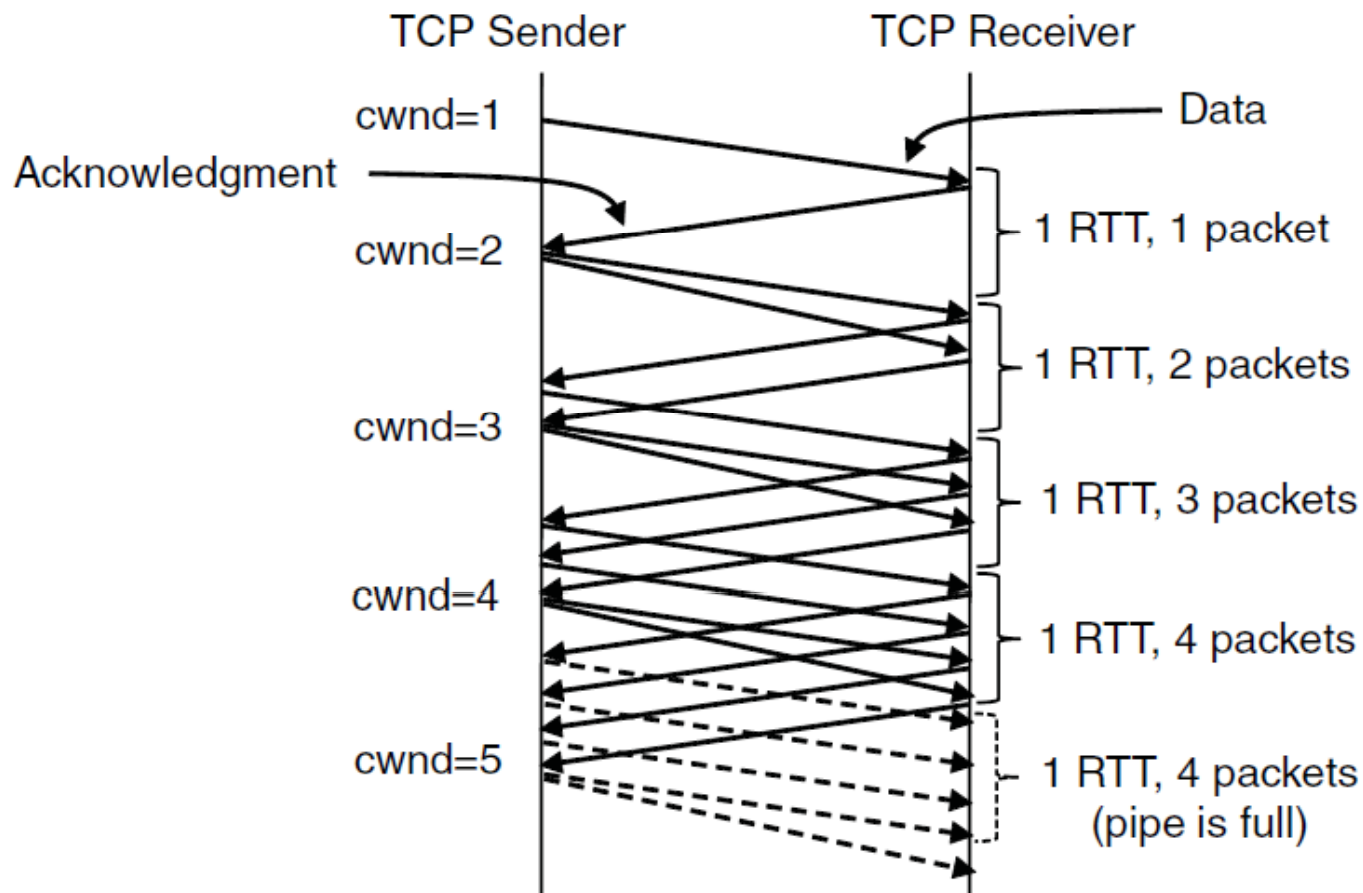 TCP Sender
TCP Receiver
cwnd=1
Data
Acknowledgment
1 RTT, 1 packet
cwnd=2
1 RTT, 2 packets
cwnd=3
1 RTT, 3 packets
cwnd=4
1 RTT, 4 packets
cwnd=5
1 RTT, 4 packets
(pipe is full)